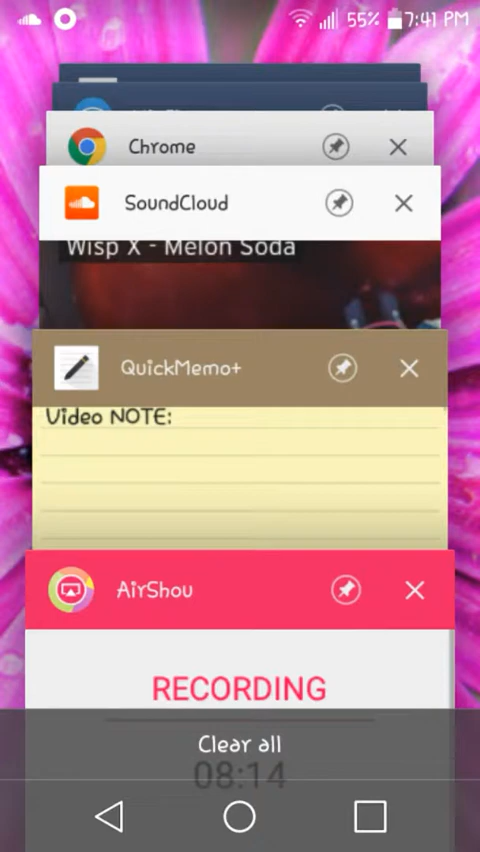 55% 7:41 PM
Chrome
SoundCloud
Wisp X - Melon Soda
QuickMemo+
Video NOTE:
AirShou
RECORDING
Clear all
08:14